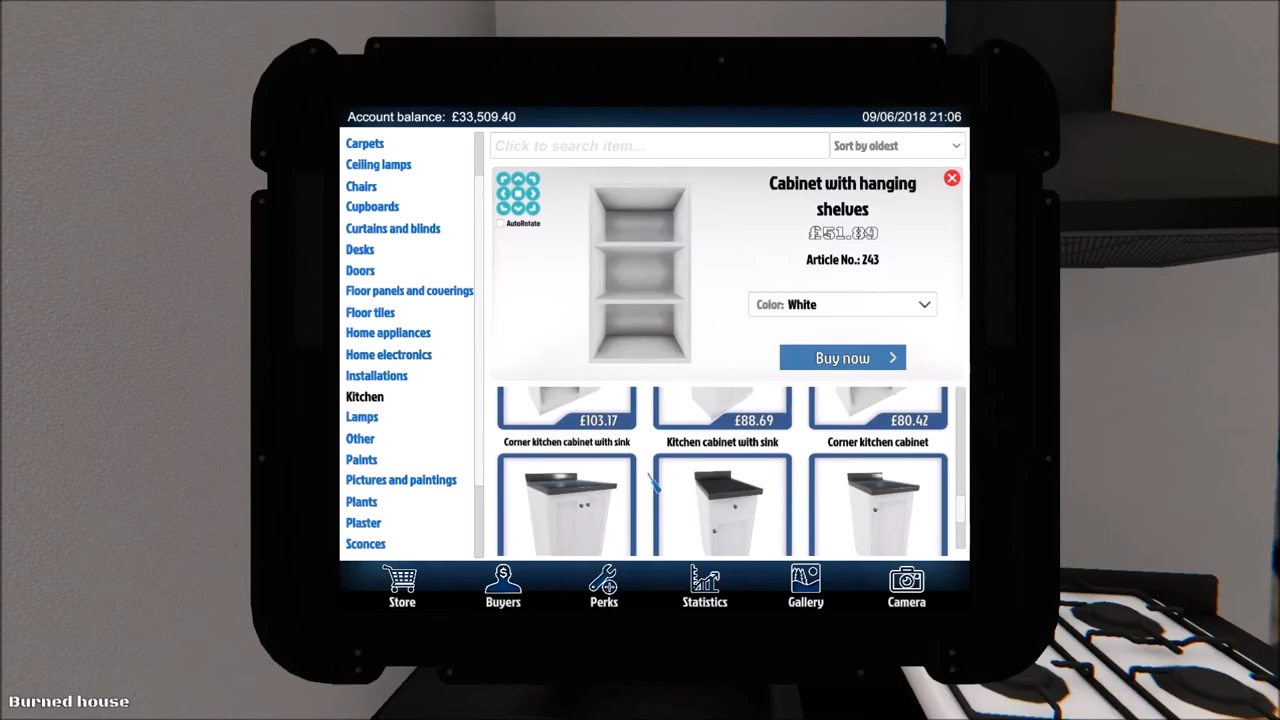 Account balance: £33,509.40
09/06/2018 21:06
Carpets
Ceiling lamps
Chairs
Cupboards
Curtains and blinds
Desks
Doors
Floor panels and coverings
Floor tiles
Home appliances
Home electronics
Installations
Kitchen
Lamps
Other
Paints
Pictures and paintings
Plants
Plaster
Sconces
Click to search item...
Sort by oldest
AutoRotate
Cabinet with hanging
shelves
£51.89
Article No.: 243
Color: White
Buy now
£103.17
£88.69
£80.42
Corner kitchen cabinet with sink
Kitchen cabinet with sink
Corner kitchen cabinet
Store
Buyers
Perks
Statistics
Gallery
Camera
Burned house